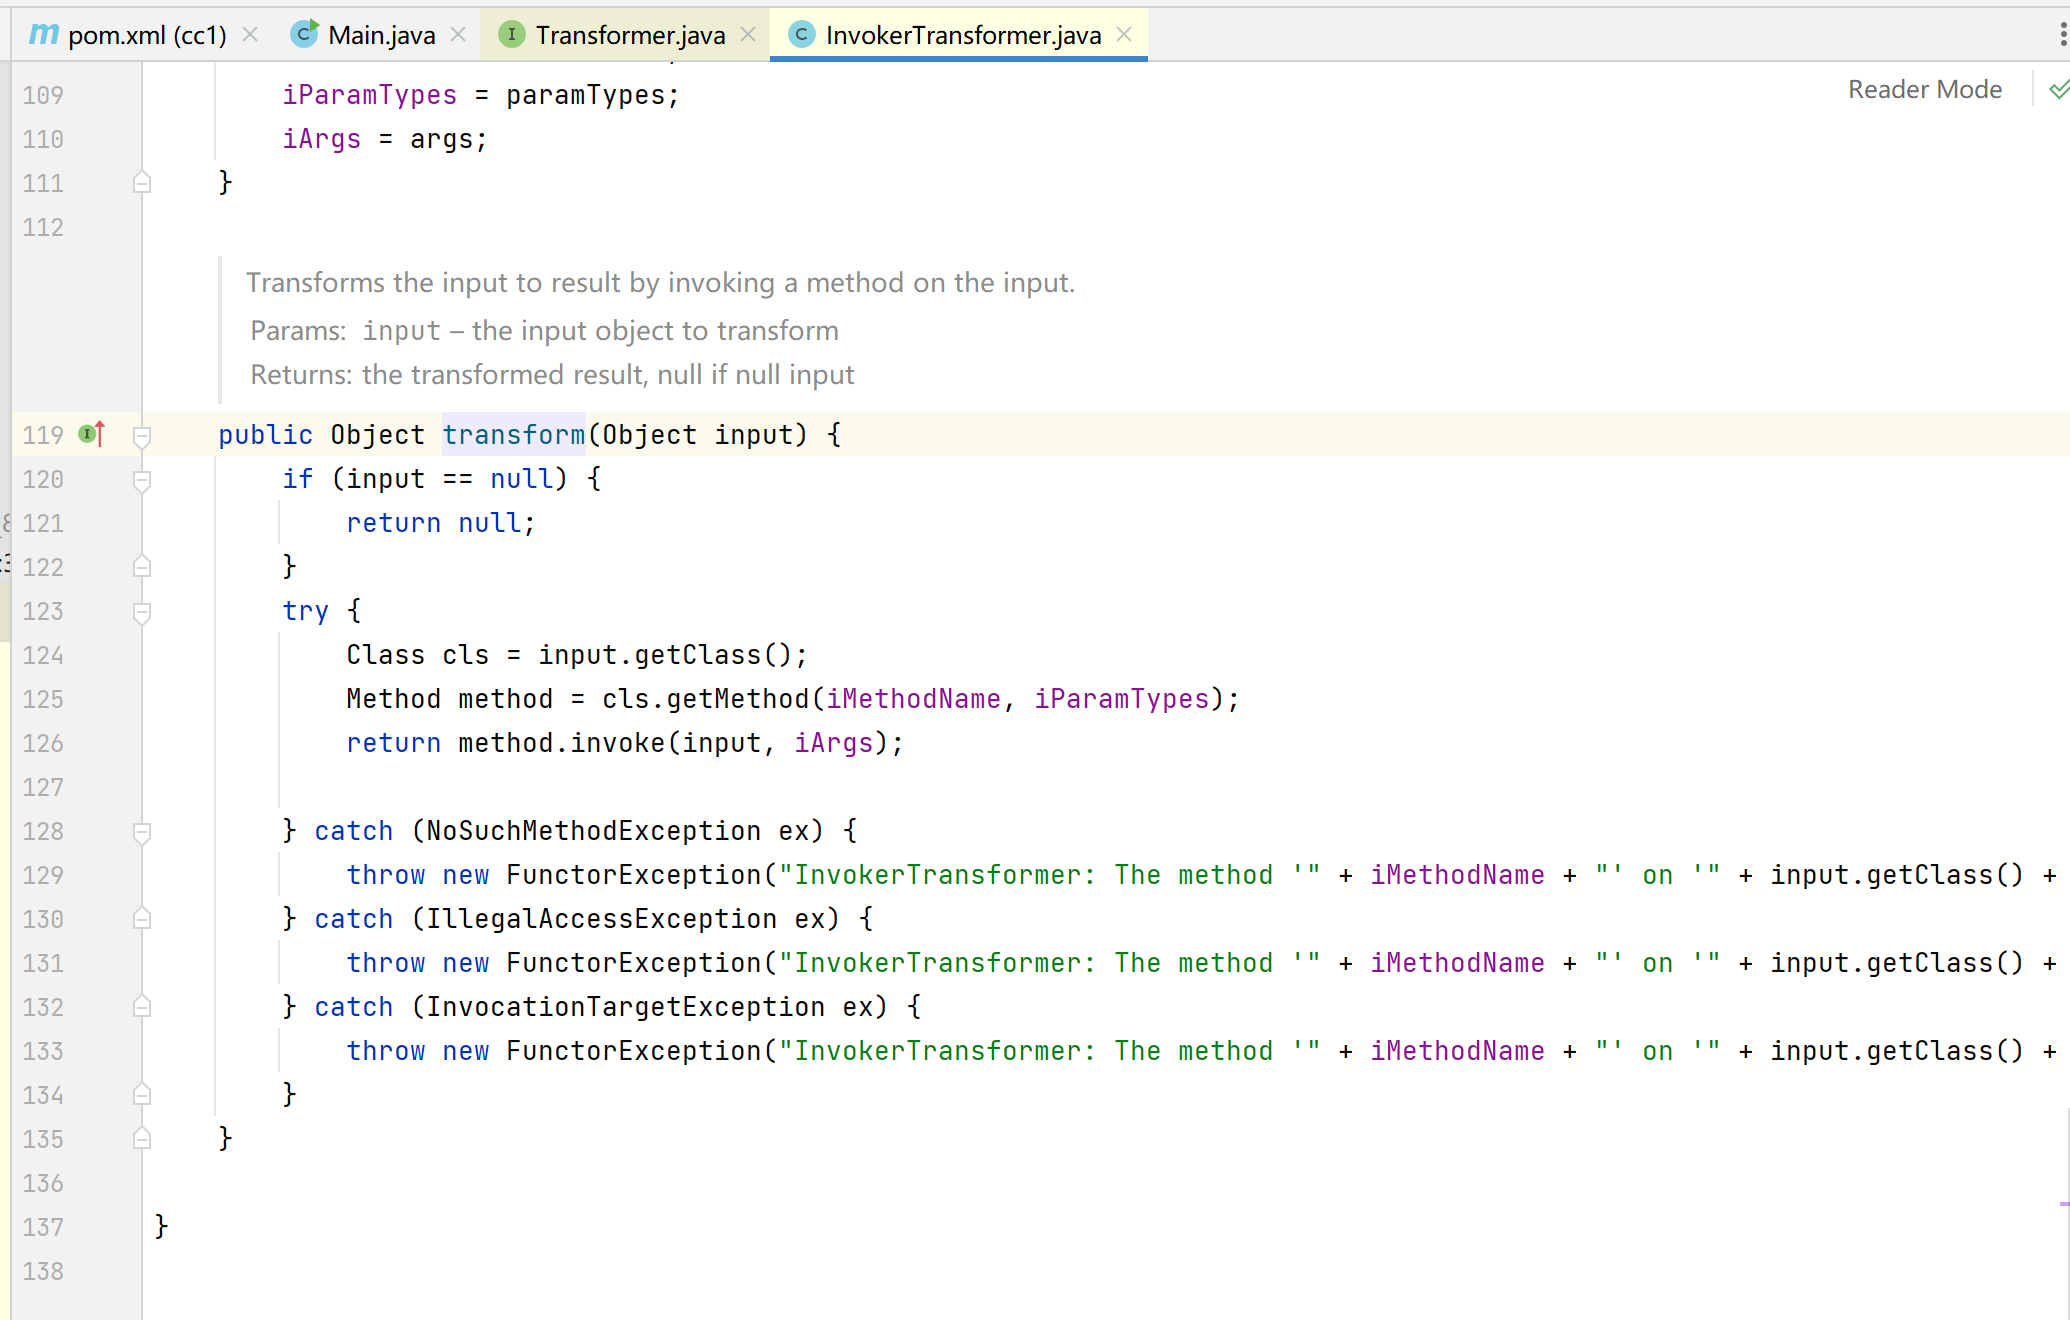 m pom.xml (cc1) Main.java Transformer.java InvokerTransformer.java
Reader Mode
109 iParamTypes = paramTypes;
110 iArgs = args;
111 }
112
Transforms the input to result by invoking a method on the input.
Params: input – the input object to transform
Returns: the transformed result, null if null input
119 public Object transform(Object input) {
120 if (input == null) {
121 return null;
122 }
123 try {
124 Class cls = input.getClass();
125 Method method = cls.getMethod(iMethodName, iParamTypes);
126 return method.invoke(input, iArgs);
127
128 } catch (NoSuchMethodException ex) {
129 throw new FunctorException("InvokerTransformer: The method '" + iMethodName + "' on '" + input.getClass() +
130 } catch (IllegalAccessException ex) {
131 throw new FunctorException("InvokerTransformer: The method '" + iMethodName + "' on '" + input.getClass() +
132 } catch (InvocationTargetException ex) {
133 throw new FunctorException("InvokerTransformer: The method '" + iMethodName + "' on '" + input.getClass() +
134 }
135 }
136
137 }
138